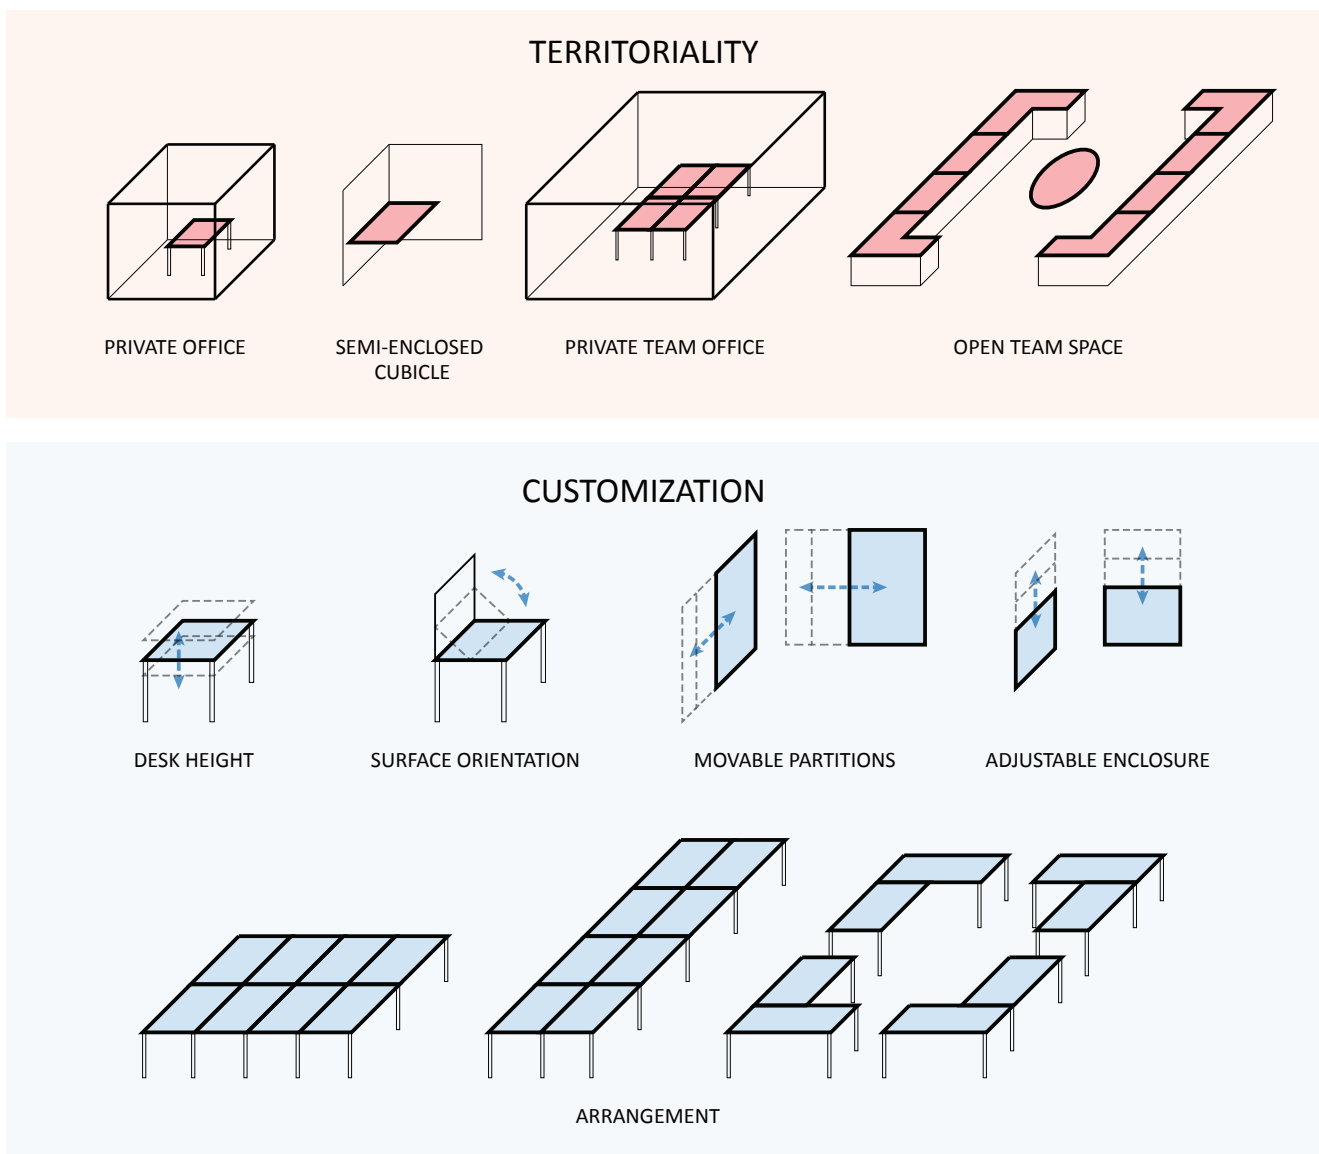 TERRITORIALITY
PRIVATE OFFICE
SEMI-ENCLOSED
CUBICLE
PRIVATE TEAM OFFICE
OPEN TEAM SPACE
CUSTOMIZATION
DESK HEIGHT
SURFACE ORIENTATION
MOVABLE PARTITIONS
ADJUSTABLE ENCLOSURE
ARRANGEMENT